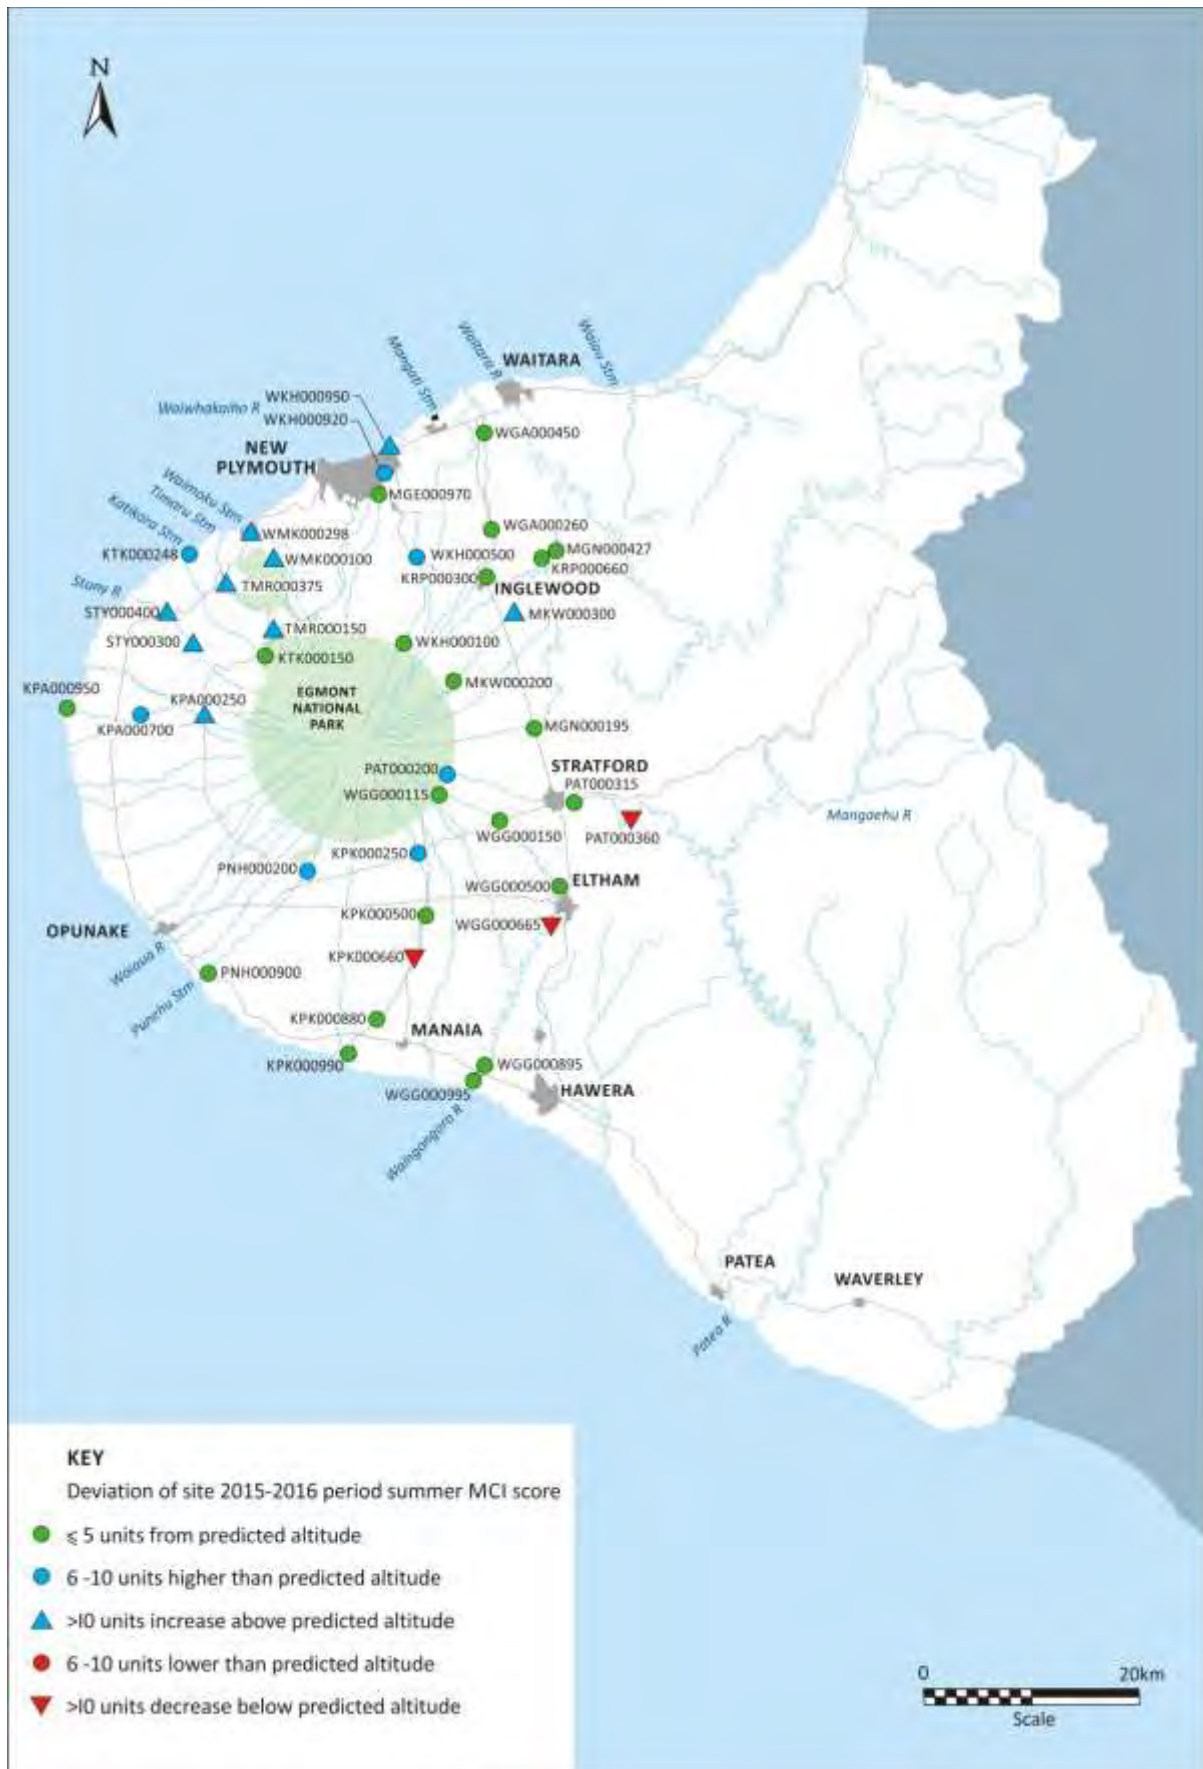 N
WAITARA
Waitara R
Waiau Stm
Mangati Stm
WKH000950
Waiwhakaiho R
WKH000920
WGA000450
NEW
PLYMOUTH
MGE000970
Waimoku Stm
Timaru Stm
Katikara Stm
WMK000298
WGA000260
KTK000248
WMK000100
WKH000500
MGN000427
KRP000660
KRP000300
INGLEWOOD
Stony R
TMR000375
STY000400
MKW000300
TMR000150
STY000300
WKH000100
KTK000150
MKW000200
KPA000950
EGMONT
NATIONAL
PARK
KPA000250
KPA000700
MGN000195
STRATFORD
PAT000200
PAT000315
WGG000115
Mangaehu R
WGG000150
PAT000360
KPK000250
PNH000200
WGG000500
ELTHAM
KPK000500
WGG000665
OPUNAKE
KPK000660
Waiaua R
PNH000900
Punehu Stm
KPK000880
MANAIA
KPK000990
WGG000895
WGG000995
HAWERA
Waingongoro R
PATEA
WAVERLEY
Patea R
KEY
Deviation of site 2015-2016 period summer MCI score
⩽ 5 units from predicted altitude
6 -10 units higher than predicted altitude
>I0 units increase above predicted altitude
6 -10 units lower than predicted altitude
>I0 units decrease below predicted altitude
0 20km
Scale